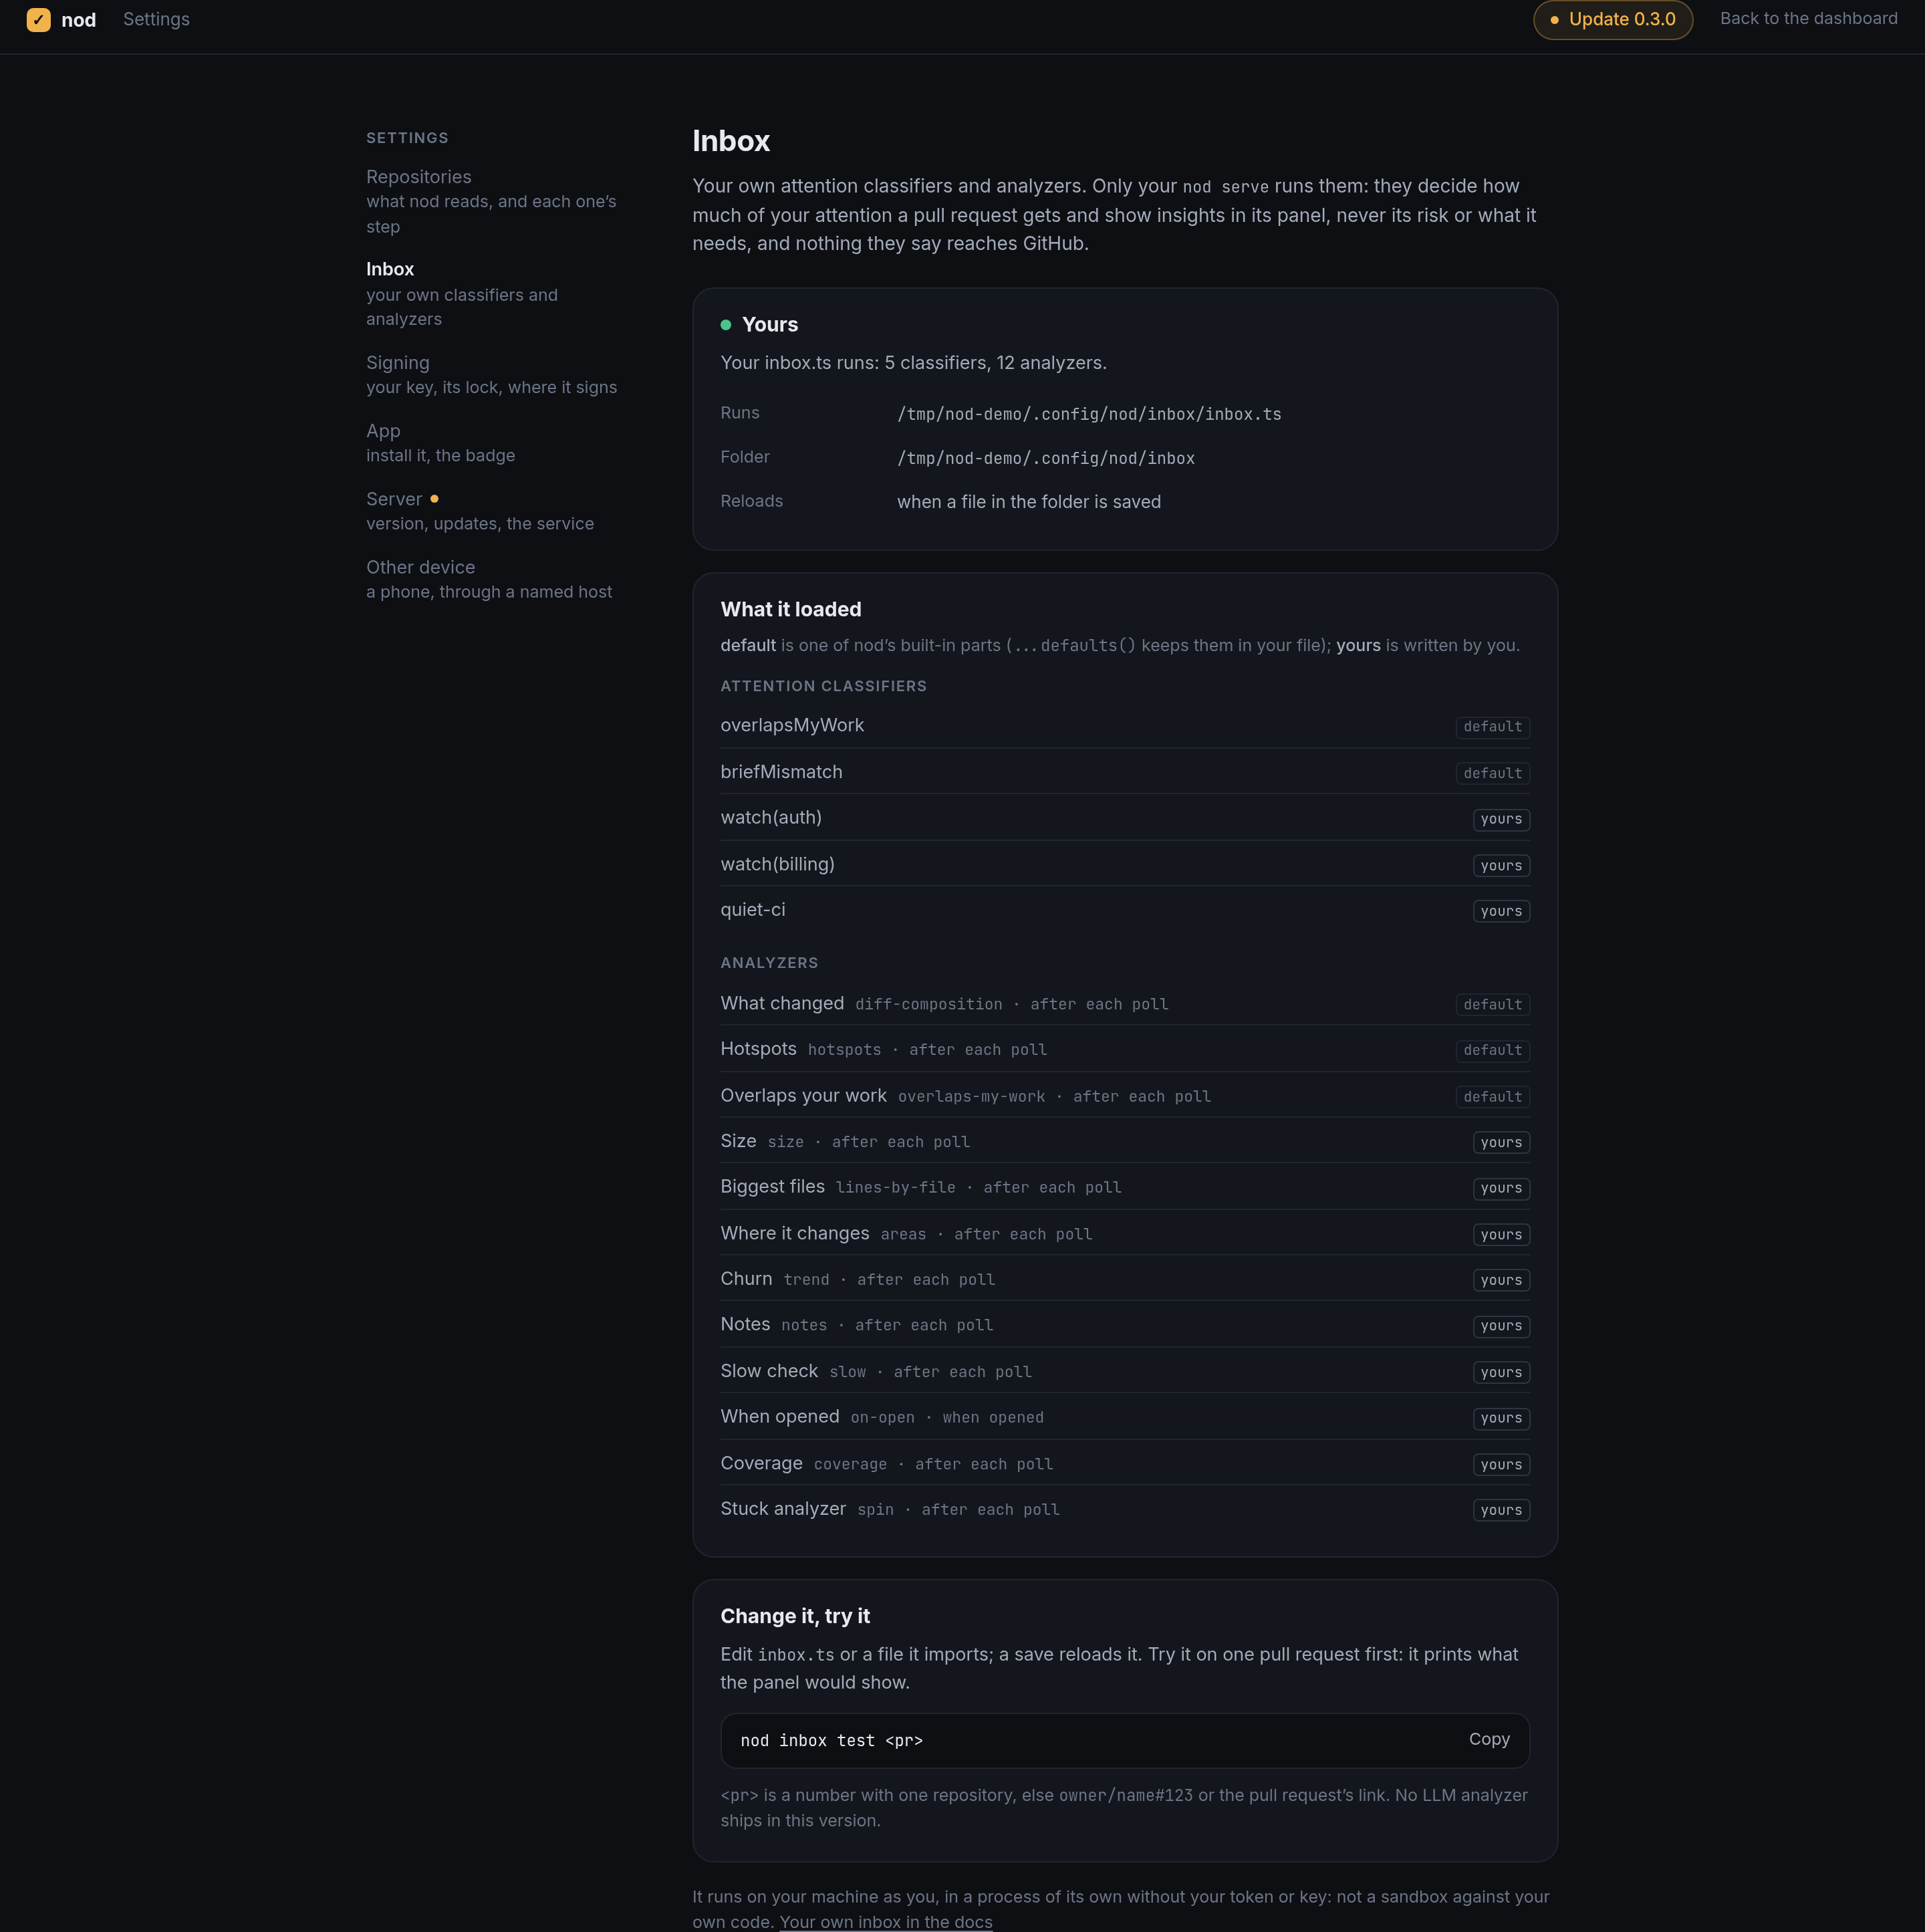 ✓ nod Settings Update 0.3.0 Back to the dashboard
SETTINGS
Repositories
what nod reads, and each one’s
step
Inbox
your own classifiers and
analyzers
Signing
your key, its lock, where it signs
App
install it, the badge
Server
version, updates, the service
Other device
a phone, through a named host
Inbox
Your own attention classifiers and analyzers. Only your nod serve runs them: they decide how
much of your attention a pull request gets and show insights in its panel, never its risk or what it
needs, and nothing they say reaches GitHub.
Yours
Your inbox.ts runs: 5 classifiers, 12 analyzers.
Runs /tmp/nod-demo/.config/nod/inbox/inbox.ts
Folder /tmp/nod-demo/.config/nod/inbox
Reloads when a file in the folder is saved
What it loaded
default is one of nod’s built-in parts (...defaults() keeps them in your file); yours is written by you.
ATTENTION CLASSIFIERS
overlapsMyWork default
briefMismatch default
watch(auth) yours
watch(billing) yours
quiet-ci yours
ANALYZERS
What changed diff-composition · after each poll default
Hotspots hotspots · after each poll default
Overlaps your work overlaps-my-work · after each poll default
Size size · after each poll yours
Biggest files lines-by-file · after each poll yours
Where it changes areas · after each poll yours
Churn trend · after each poll yours
Notes notes · after each poll yours
Slow check slow · after each poll yours
When opened on-open · when opened yours
Coverage coverage · after each poll yours
Stuck analyzer spin · after each poll yours
Change it, try it
Edit inbox.ts or a file it imports; a save reloads it. Try it on one pull request first: it prints what
the panel would show.
nod inbox test <pr> Copy
<pr> is a number with one repository, else owner/name#123 or the pull request’s link. No LLM analyzer
ships in this version.
It runs on your machine as you, in a process of its own without your token or key: not a sandbox against your
own code. Your own inbox in the docs